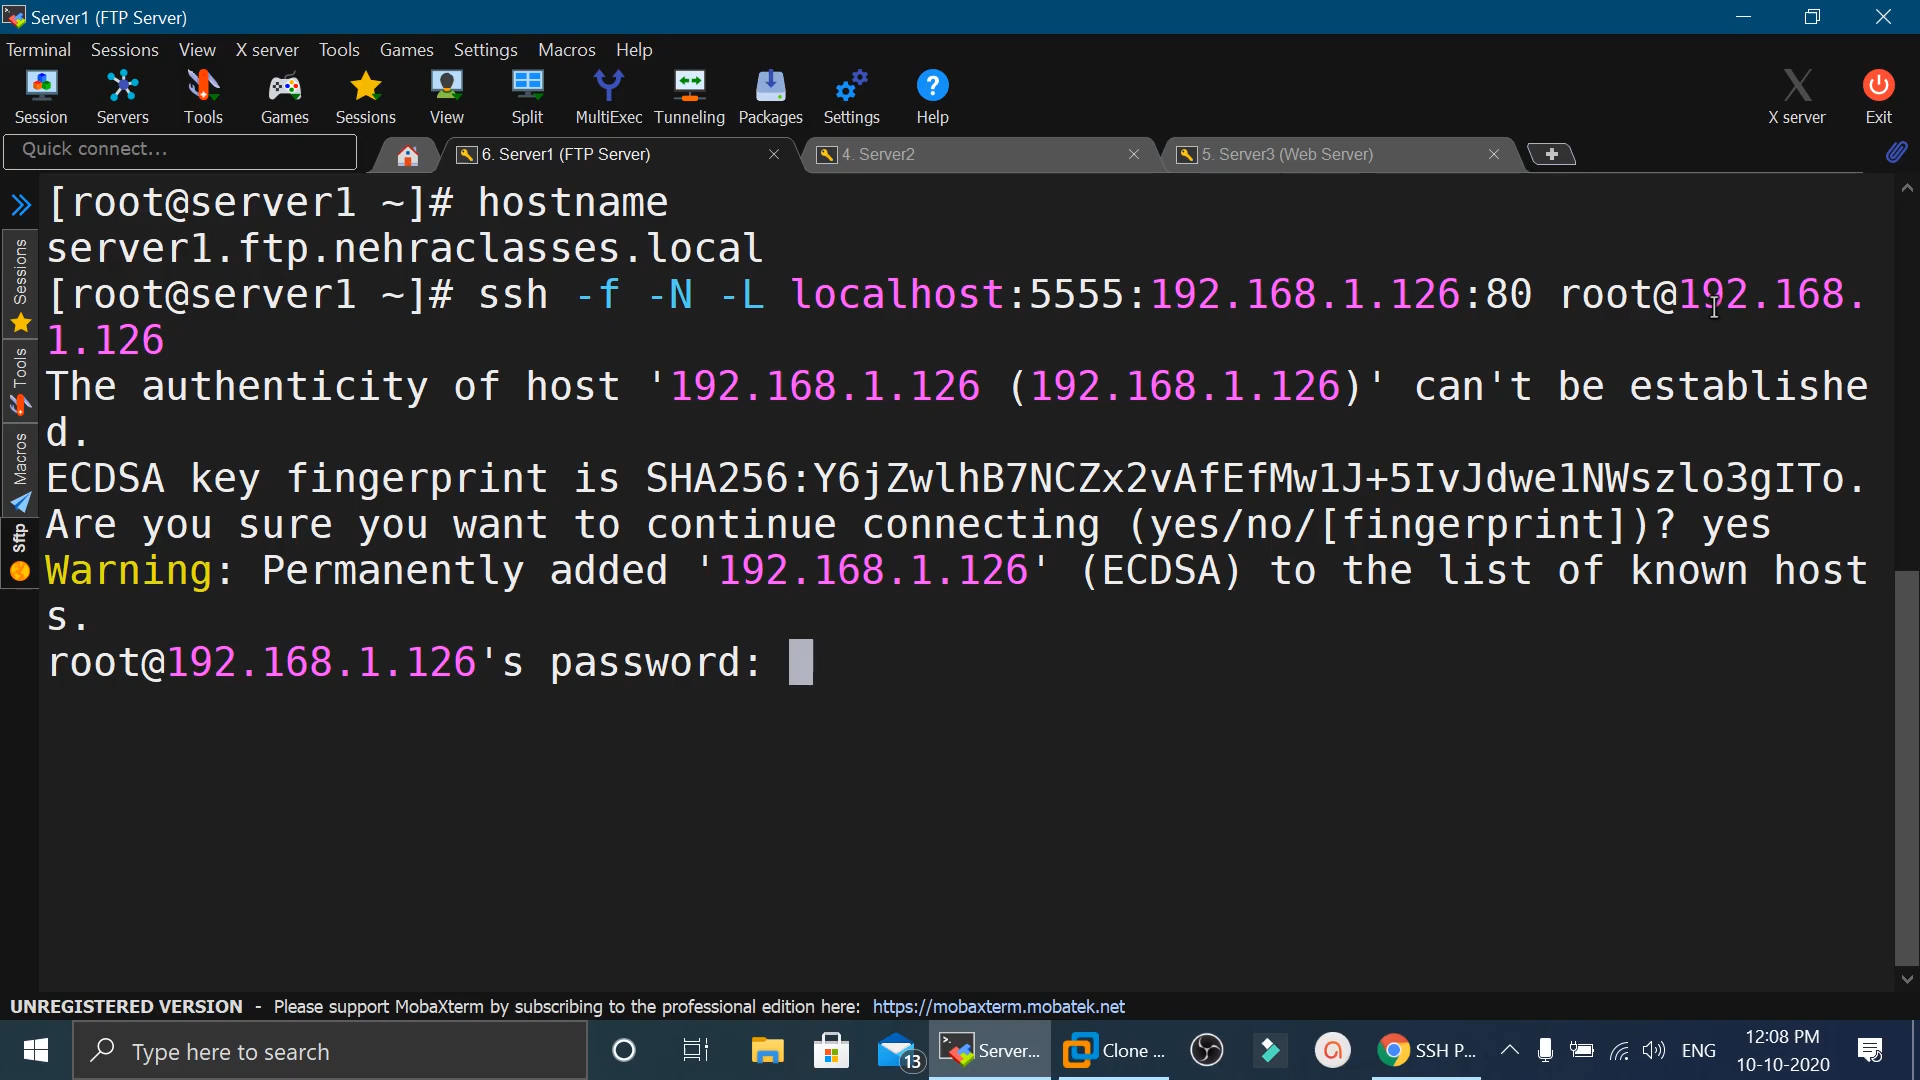 Server1 (FTP Server)
Terminal Sessions View X server Tools Games Settings Macros Help
Session Servers Tools Games Sessions View Split MultiExec Tunneling Packages Settings Help X server Exit
Quick connect...
6. Server1 (FTP Server)
4. Server2
5. Server3 (Web Server)
Sessions
Tools
Macros
Sftp
[root@server1 ~]# hostname
server1.ftp.nehraclasses.local
[root@server1 ~]# ssh -f -N -L localhost:5555:192.168.1.126:80 root@192.168.
1.126
The authenticity of host '192.168.1.126 (192.168.1.126)' can't be establishe
d.
ECDSA key fingerprint is SHA256:Y6jZwlhB7NCZx2vAfEfMw1J+5IvJdwe1NWszlo3gITo.
Are you sure you want to continue connecting (yes/no/[fingerprint])? yes
Warning: Permanently added '192.168.1.126' (ECDSA) to the list of known host
s.
root@192.168.1.126's password:
UNREGISTERED VERSION - Please support MobaXterm by subscribing to the professional edition here: https://mobaxterm.mobatek.net
Type here to search
13
Server...
Clone ...
SSH P...
ENG
12:08 PM
10-10-2020